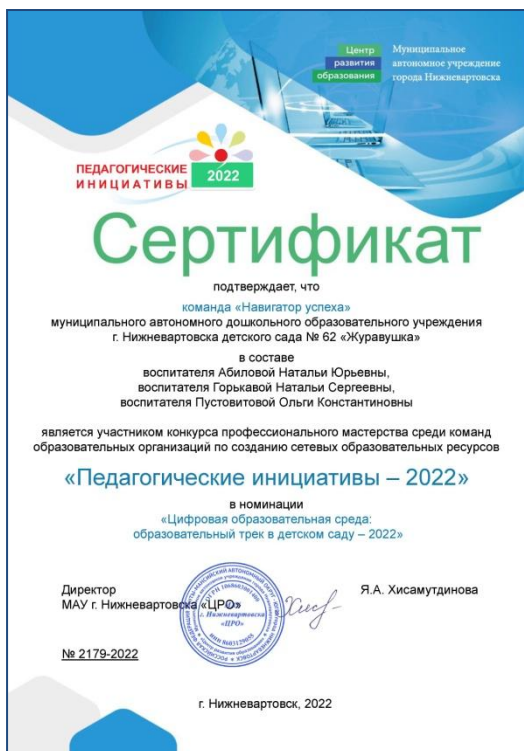 Центр
развития
образования
Муниципальное
автономное учреждение
города Нижневартовска
ПЕДАГОГИЧЕСКИЕ
ИНИЦИАТИВЫ
2022
Сертификат
подтверждает, что
команда «Навигатор успеха»
муниципального автономного дошкольного образовательного учреждения
г. Нижневартовска детского сада № 62 «Журавушка»
в составе
воспитателя Абиловой Натальи Юрьевны,
воспитателя Горькавой Натальи Сергеевны,
воспитателя Пустовитовой Ольги Константиновны
является участником конкурса профессионального мастерства среди команд
образовательных организаций по созданию сетевых образовательных ресурсов
«Педагогические инициативы – 2022»
в номинации
«Цифровая образовательная среда:
образовательный трек в детском саду – 2022»
Директор
МАУ г. Нижневартовска «ЦРО»
Я.А. Хисамутдинова
г. Нижневартовска
«ЦРО»
№ 2179-2022
г. Нижневартовск, 2022